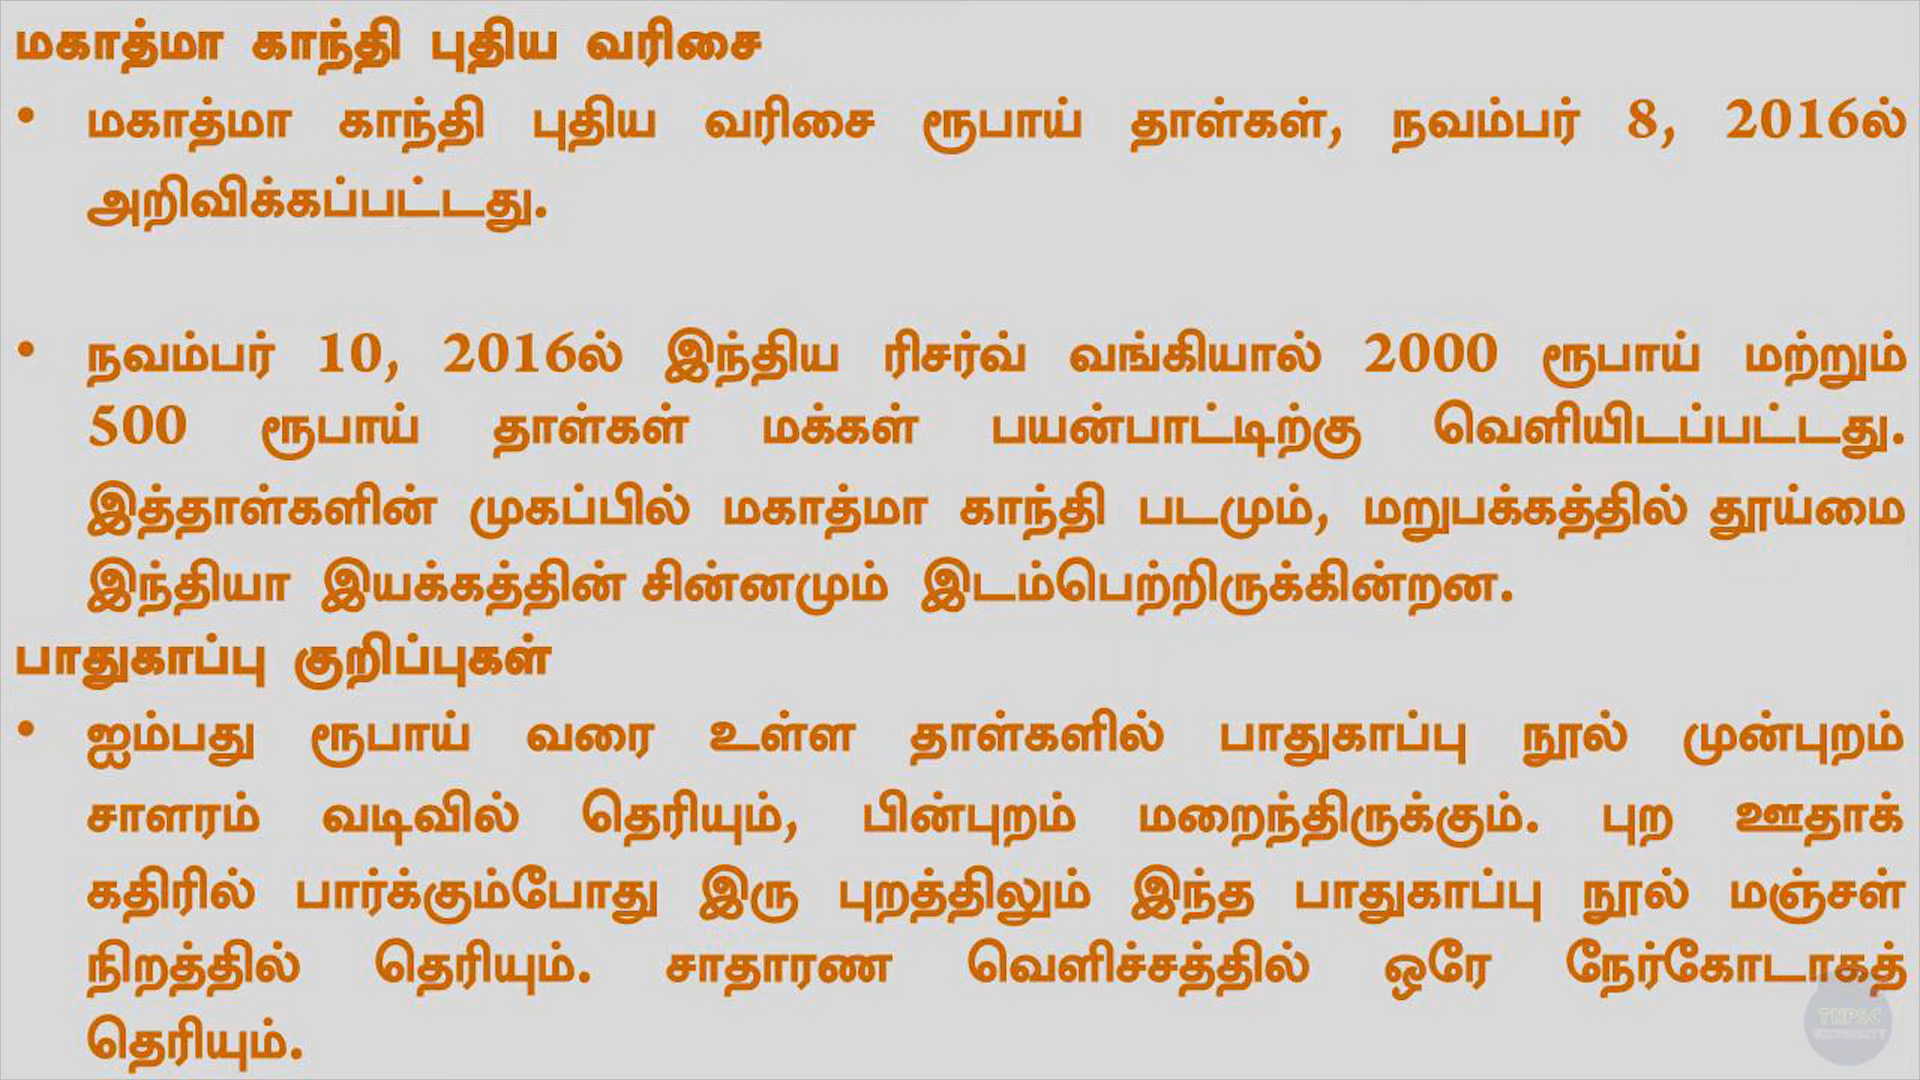 மகாத்மா காந்தி புதிய வரிசை
• மகாத்மா காந்தி புதிய வரிசை ரூபாய் தாள்கள், நவம்பர் 8, 2016ல்
அறிவிக்கப்பட்டது.
• நவம்பர் 10, 2016ல் இந்திய ரிசர்வ் வங்கியால் 2000 ரூபாய் மற்றும்
500 ரூபாய் தாள்கள் மக்கள் பயன்பாட்டிற்கு வெளியிடப்பட்டது.
இத்தாள்களின் முகப்பில் மகாத்மா காந்தி படமும், மறுபக்கத்தில் தூய்மை
இந்தியா இயக்கத்தின் சின்னமும் இடம்பெற்றிருக்கின்றன.
பாதுகாப்பு குறிப்புகள்
• ஐம்பது ரூபாய் வரை உள்ள தாள்களில் பாதுகாப்பு நூல் முன்புறம்
சாளரம் வடிவில் தெரியும், பின்புறம் மறைந்திருக்கும். புற ஊதாக்
கதிரில் பார்க்கும்போது இரு புறத்திலும் இந்த பாதுகாப்பு நூல் மஞ்சள்
நிறத்தில் தெரியும். சாதாரண வெளிச்சத்தில் ஒரே நேர்கோடாகத்
தெரியும்.
TNPSC